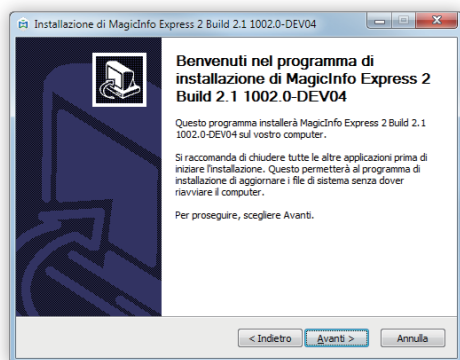 Installazione di MagicInfo Express 2 Build 2.1 1002.0-DEV04
Benvenuti nel programma di
installazione di MagicInfo Express 2
Build 2.1 1002.0-DEV04
Questo programma installerà MagicInfo Express 2 Build 2.1
1002.0-DEV04 sul vostro computer.
Si raccomanda di chiudere tutte le altre applicazioni prima di
iniziare l'installazione. Questo permetterà al programma di
installazione di aggiornare i file di sistema senza dover
riavviare il computer.
Per proseguire, scegliere Avanti.
< Indietro
Avanti >
Annulla